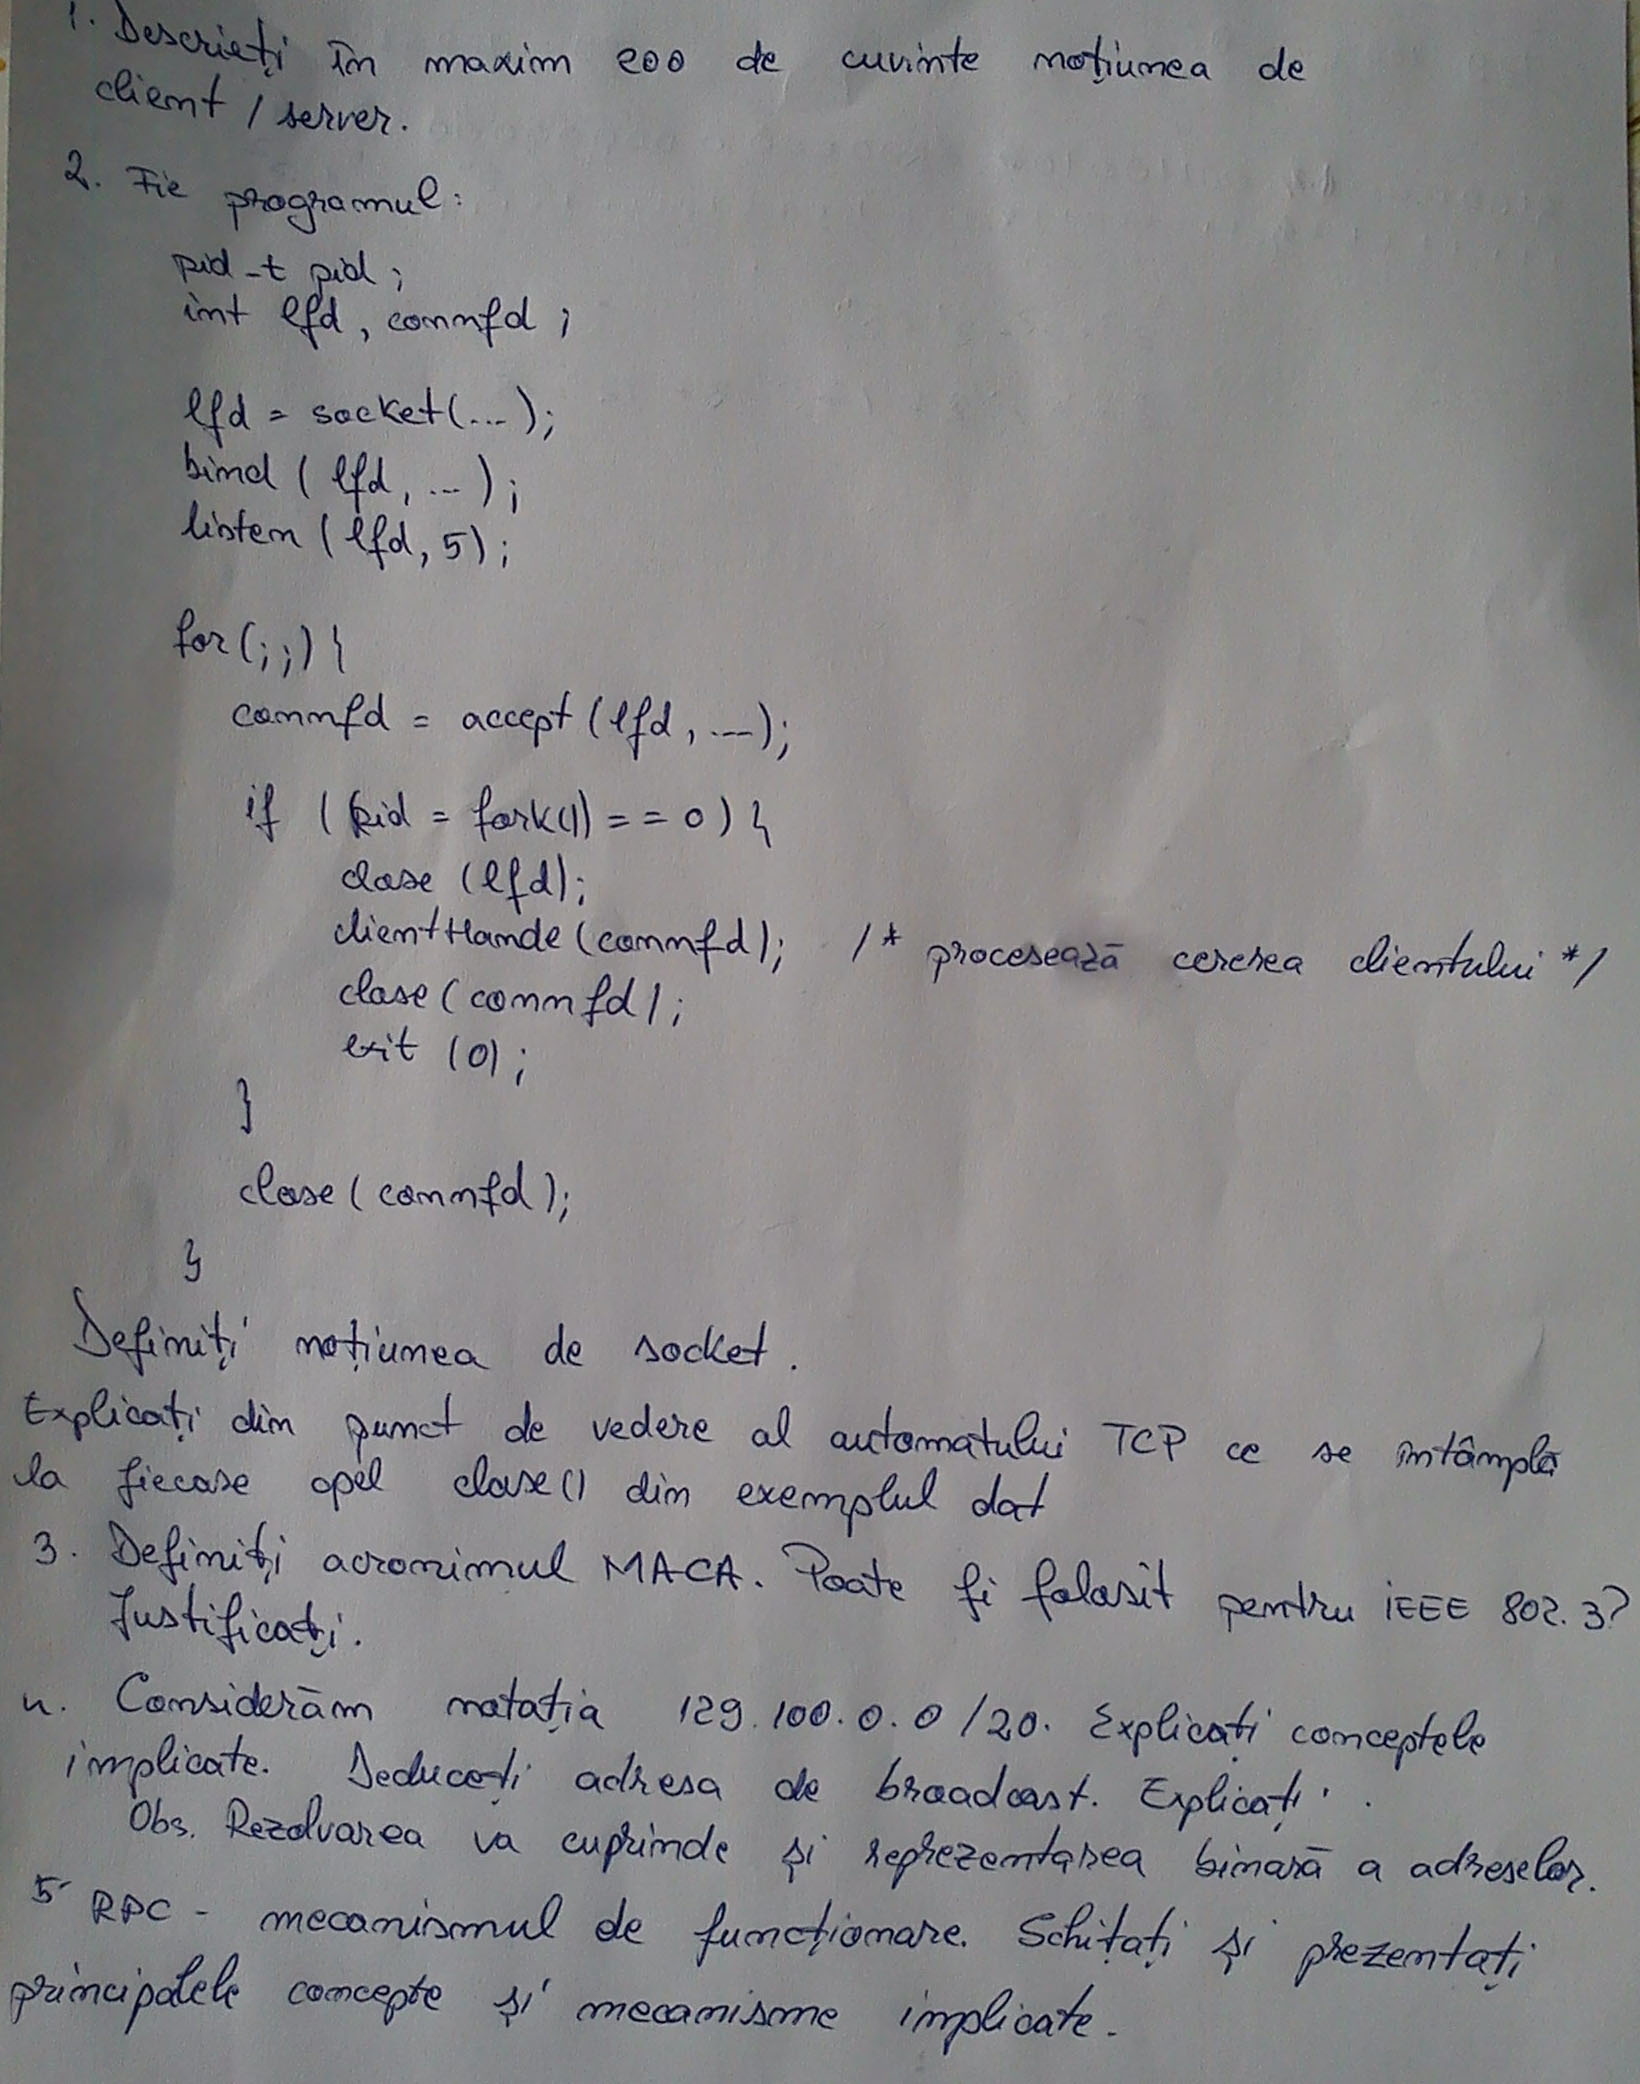 1. Descrieți în maxim 200 de cuvinte noțiunea de
client / server.
2. Fie programul:
pid_t pid;
int lfd, connfd;
lfd = socket(...);
bind (lfd, ...);
listen (lfd, 5);
for(;;) {
connfd = accept (lfd, ...);
if ( (pid = fork()) == 0) {
close (lfd);
clientHande (connfd); /* procesează cererea clientului */
close (connfd);
exit (0);
}
close (connfd);
}
Definiți noțiunea de socket.
Explicați din punct de vedere al automatului TCP ce se întâmplă
la fiecare apel close() din exemplul dat
3. Definiți acronimul MACA. Poate fi folosit pentru IEEE 802.3?
Justificați.
4. Considerăm notația 129.100.0.0 /20. Explicați conceptele
implicate. Deduceți adresa de broadcast. Explicați.
Obs. Rezolvarea va cuprinde și reprezentarea binară a adreselor.
5 RPC - mecanismul de funcționare. Schițați și prezentați
principalele concepte și mecanisme implicate.